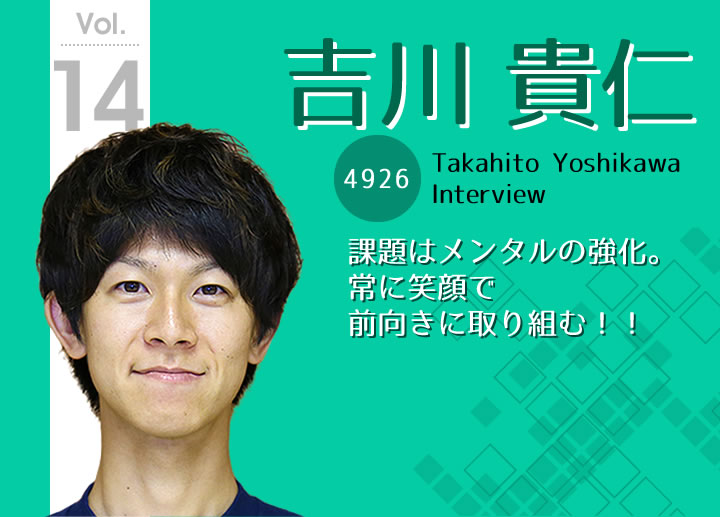 Vol.
14
吉川 貴仁
4926
Takahito Yoshikawa
Interview
課題はメンタルの強化。
常に笑顔で
前向きに取り組む！！